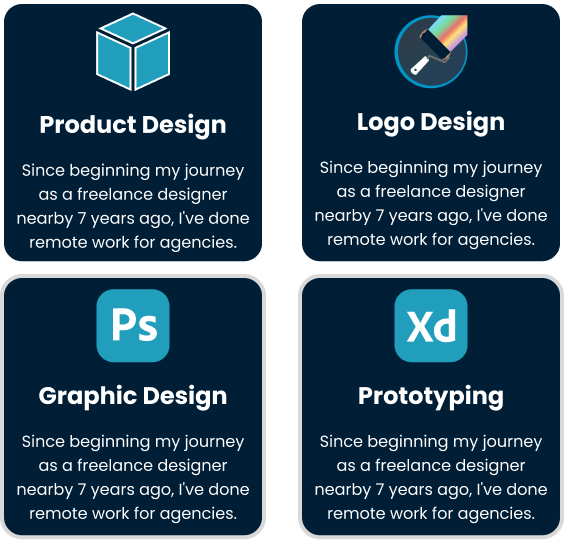 Product Design
Since beginning my journey
as a freelance designer
nearby 7 years ago, I've done
remote work for agencies.
Logo Design
Since beginning my journey
as a freelance designer
nearby 7 years ago, I've done
remote work for agencies.
Ps
Graphic Design
Since beginning my journey
as a freelance designer
nearby 7 years ago, I've done
remote work for agencies.
Xd
Prototyping
Since beginning my journey
as a freelance designer
nearby 7 years ago, I've done
remote work for agencies.